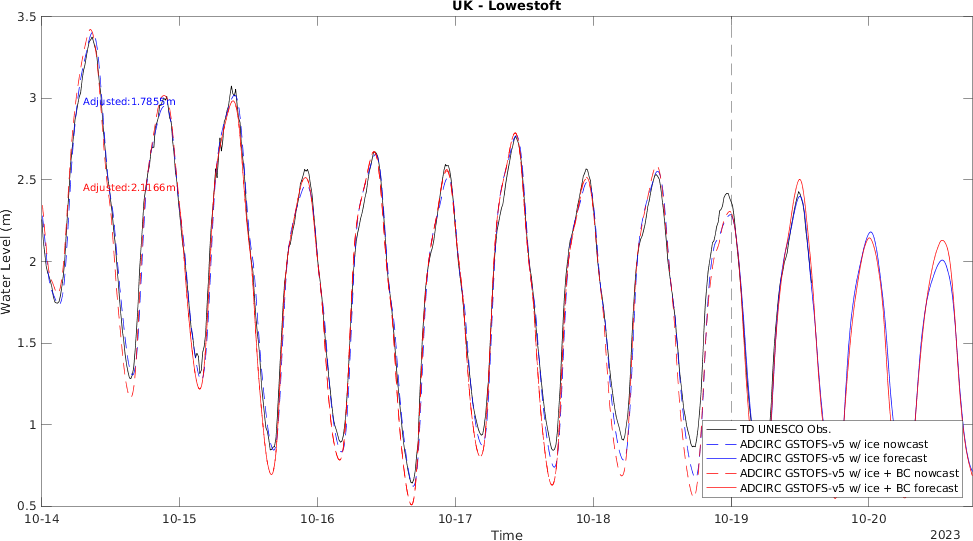 UK - Lowestoft
3.5
3
2.5
2
1.5
1
0.5
Water Level (m)
Adjusted:1.7855m
Adjusted:2.1166m
TD UNESCO Obs.
ADCIRC GSTOFS-v5 w/ ice nowcast
ADCIRC GSTOFS-v5 w/ ice forecast
ADCIRC GSTOFS-v5 w/ ice + BC nowcast
ADCIRC GSTOFS-v5 w/ ice + BC forecast
10-14 10-15 10-16 10-17 10-18 10-19 10-20
Time
2023